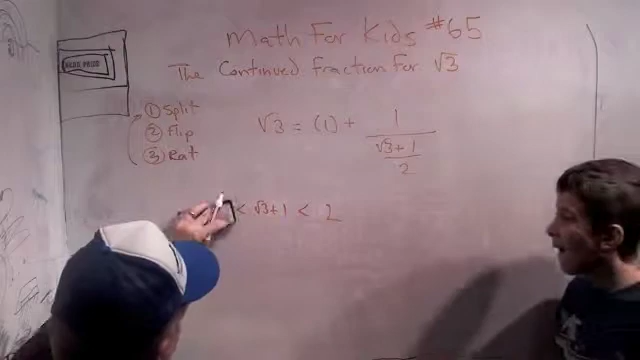 Math For Kids #65
The Continued Fraction for √3
① Split
② Flip
③ Rat
√3 = (1) + 1
√3 + 1
2
< √3 + 1 < 2